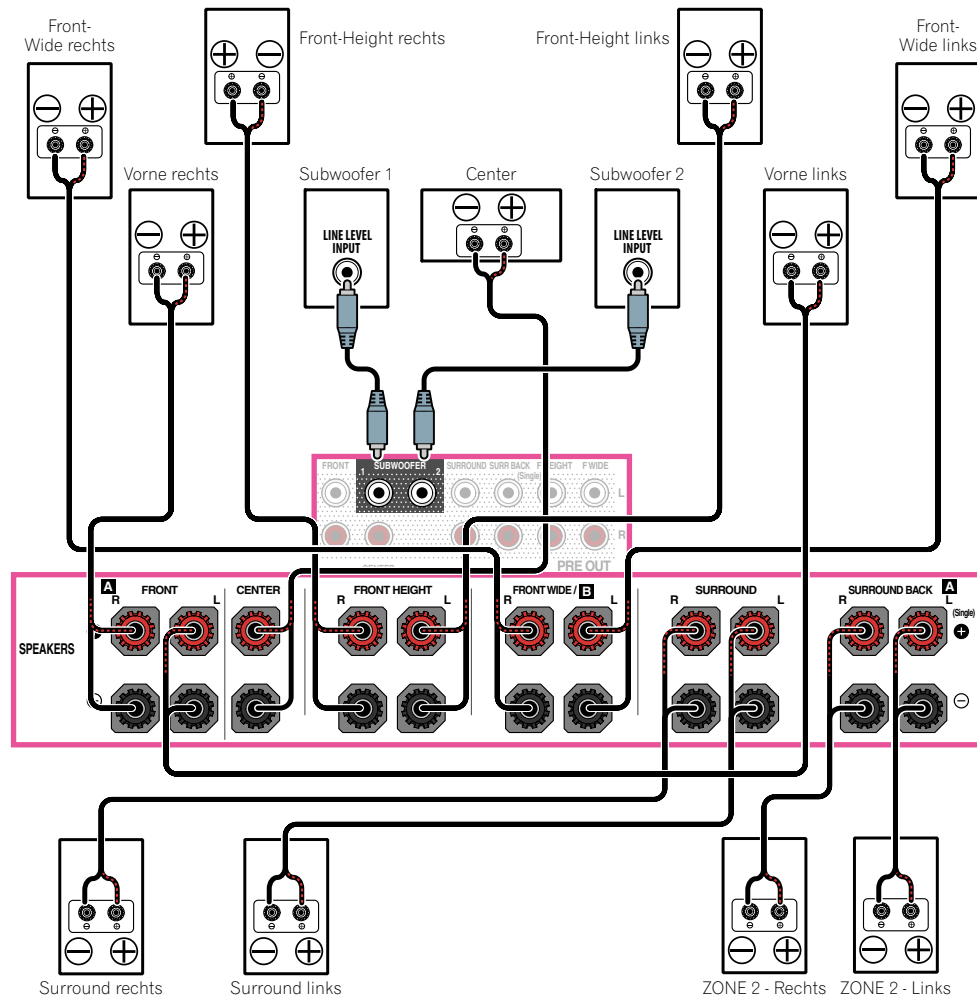 Front-
Wide rechts
Front-Height rechts
Front-Height links
Front-
Wide links
Vorne rechts
Subwoofer 1
Center
Subwoofer 2
Vorne links
LINE LEVEL
INPUT
LINE LEVEL
INPUT
FRONT
SUBWOOFER
1
2
SURROUND
SURR BACK
(Single)
F HEIGHT
F WIDE
L
R
CENTER
PRE OUT
SPEAKERS
A
FRONT
R
L
CENTER
FRONT HEIGHT
R
L
FRONT WIDE / B
R
L
SURROUND
R
L
SURROUND BACK
A
R
L
(Single)
Surround rechts
Surround links
ZONE 2 - Rechts
ZONE 2 - Links